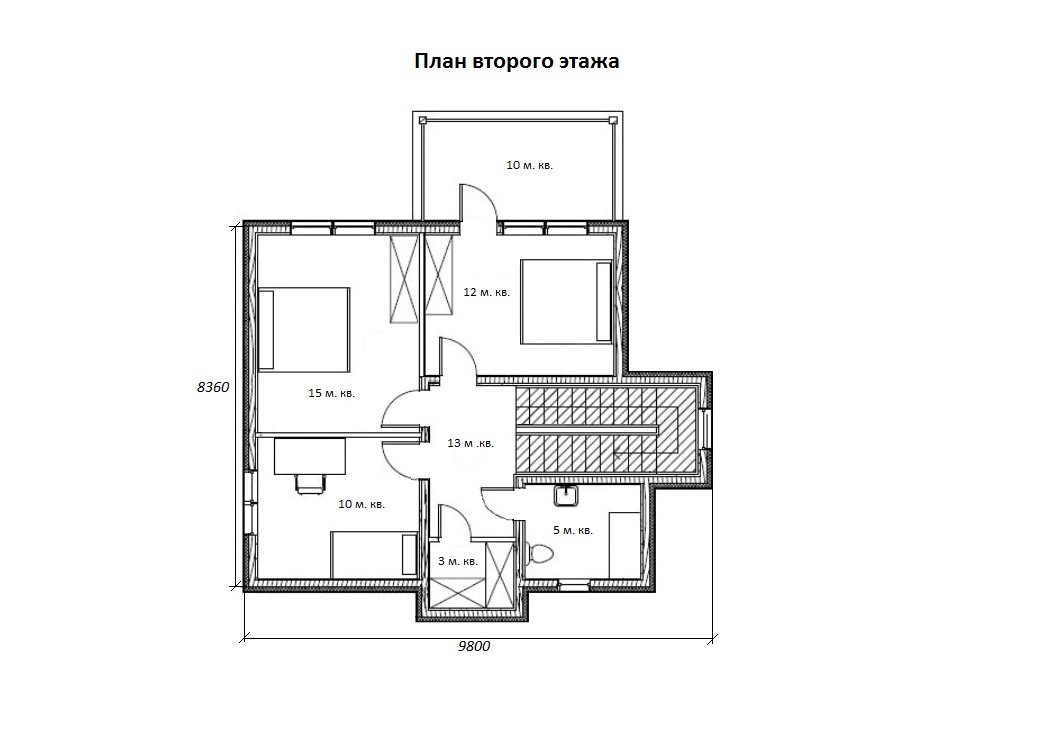 План второго этажа
10 м. кв.
12 м. кв.
8360
15 м. кв.
13 м .кв.
10 м. кв.
5 м. кв.
3 м. кв.
9800